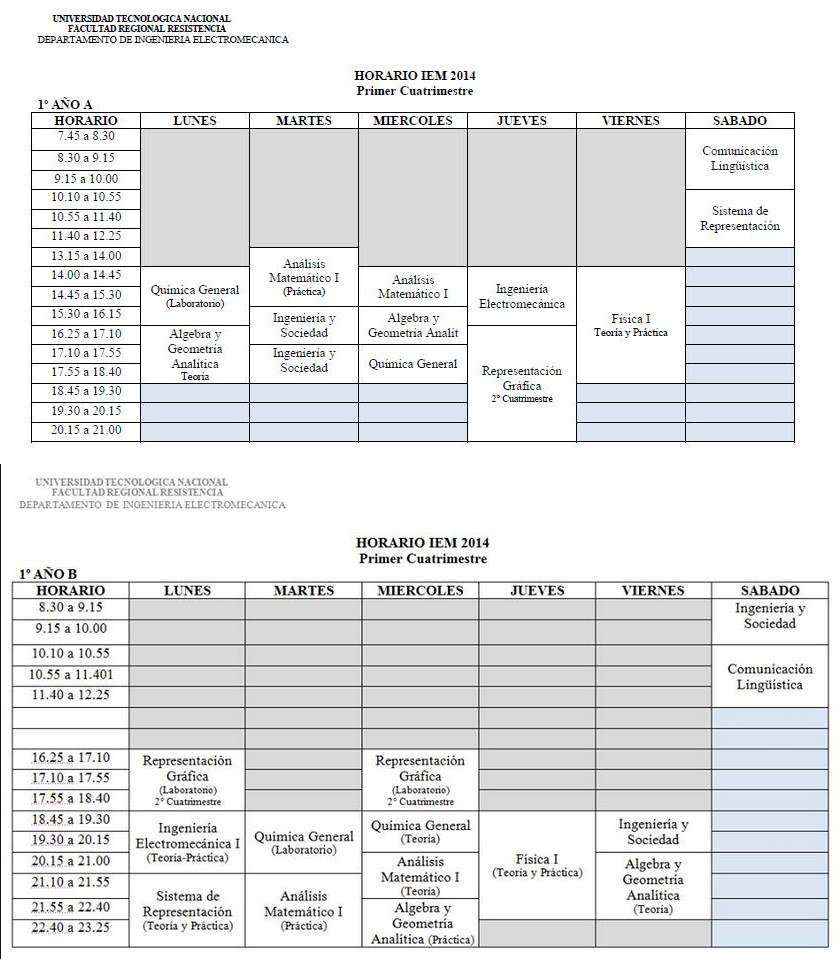 UNIVERSIDAD TECNOLOGICA NACIONAL
FACULTAD REGIONAL RESISTENCIA
DEPARTAMENTO DE INGENIERIA ELECTROMECANICA
HORARIO IEM 2014
Primer Cuatrimestre
1º AÑO A
HORARIO LUNES MARTES MIERCOLES JUEVES VIERNES SABADO
7.45 a 8.30
8.30 a 9.15
9.15 a 10.00
Comunicación
Lingüística
10.10 a 10.55
10.55 a 11.40
11.40 a 12.25
Sistema de
Representación
13.15 a 14.00
14.00 a 14.45
14.45 a 15.30
15.30 a 16.15
16.25 a 17.10
17.10 a 17.55
17.55 a 18.40
18.45 a 19.30
19.30 a 20.15
20.15 a 21.00
Química General
(Laboratorio)
Algebra y
Geometría
Analítica
Teoría
Análisis
Matemático I
(Práctica)
Ingeniería y
Sociedad
Ingeniería y
Sociedad
Análisis
Matemático I
Algebra y
Geometría Analit
Química General
Ingeniería
Electromecánica
Representación
Gráfica
2º Cuatrimestre
Física I
Teoría y Práctica
UNIVERSIDAD TECNOLOGICA NACIONAL
FACULTAD REGIONAL RESISTENCIA
DEPARTAMENTO DE INGENIERIA ELECTROMECANICA
HORARIO IEM 2014
Primer Cuatrimestre
1º AÑO B
HORARIO LUNES MARTES MIERCOLES JUEVES VIERNES SABADO
8.30 a 9.15
9.15 a 10.00
Ingeniería y
Sociedad
10.10 a 10.55
10.55 a 11.401
11.40 a 12.25
Comunicación
Lingüística
16.25 a 17.10
17.10 a 17.55
17.55 a 18.40
18.45 a 19.30
19.30 a 20.15
20.15 a 21.00
21.10 a 21.55
21.55 a 22.40
22.40 a 23.25
Representación
Gráfica
(Laboratorio)
2º Cuatrimestre
Ingeniería
Electromecánica I
(Teoría-Práctica)
Sistema de
Representación
(Teoría y Práctica)
Química General
(Laboratorio)
Análisis
Matemático I
(Práctica)
Representación
Gráfica
(Laboratorio)
2º Cuatrimestre
Química General
(Teoría)
Análisis
Matemático I
(Teoría)
Algebra y
Geometría
Analítica (Práctica)
Física I
(Teoría y Práctica)
Ingeniería y
Sociedad
Algebra y
Geometría
Analítica
(Teoría)